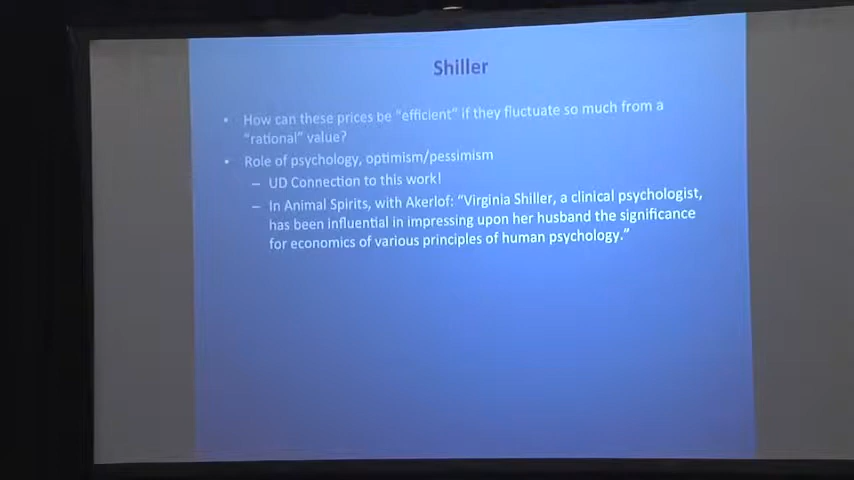 Shiller
• How can these prices be "efficient" if they fluctuate so much from a
"rational" value?
• Role of psychology, optimism/pessimism
– UD Connection to this work!
– In Animal Spirits, with Akerlof: "Virginia Shiller, a clinical psychologist,
has been influential in impressing upon her husband the significance
for economics of various principles of human psychology."